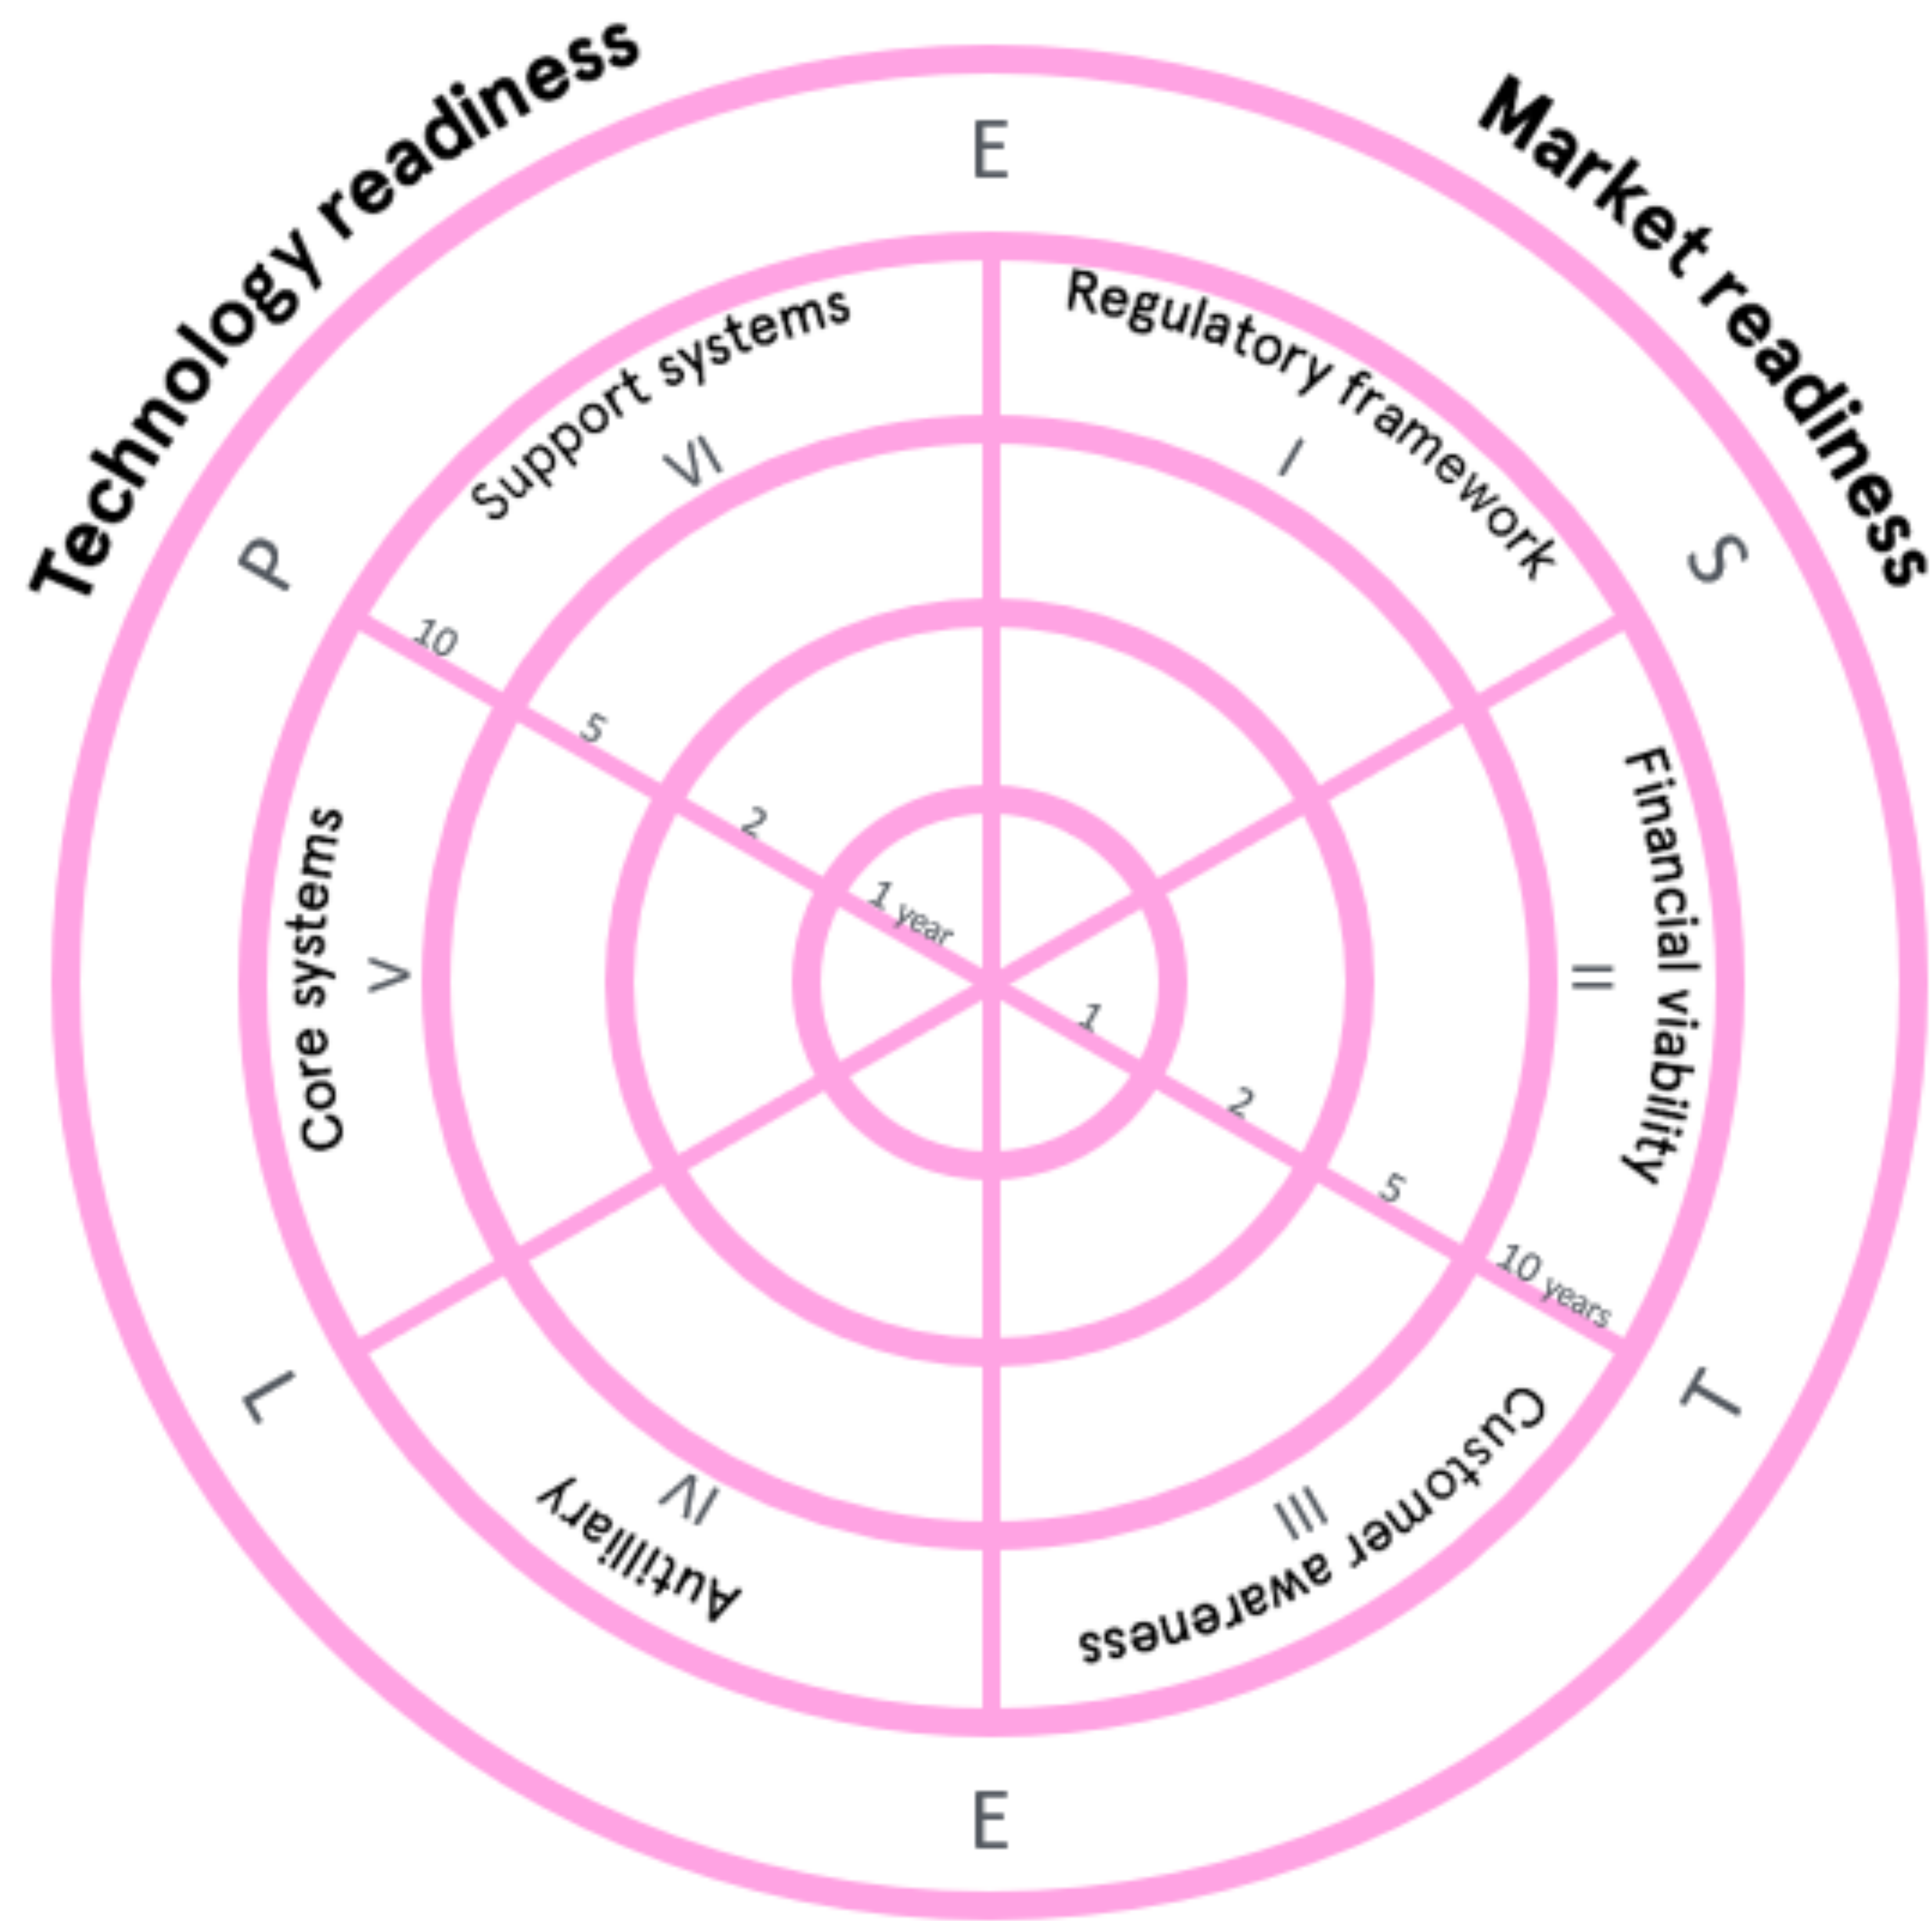 Technology readiness
Market readiness
E
S
T
E
L
P
Regulatory framework
I
Financial viability
II
Customer awareness
III
Autilliary
IV
Core systems
V
Support systems
VI
10
5
2
1 year
1
2
5
10 years